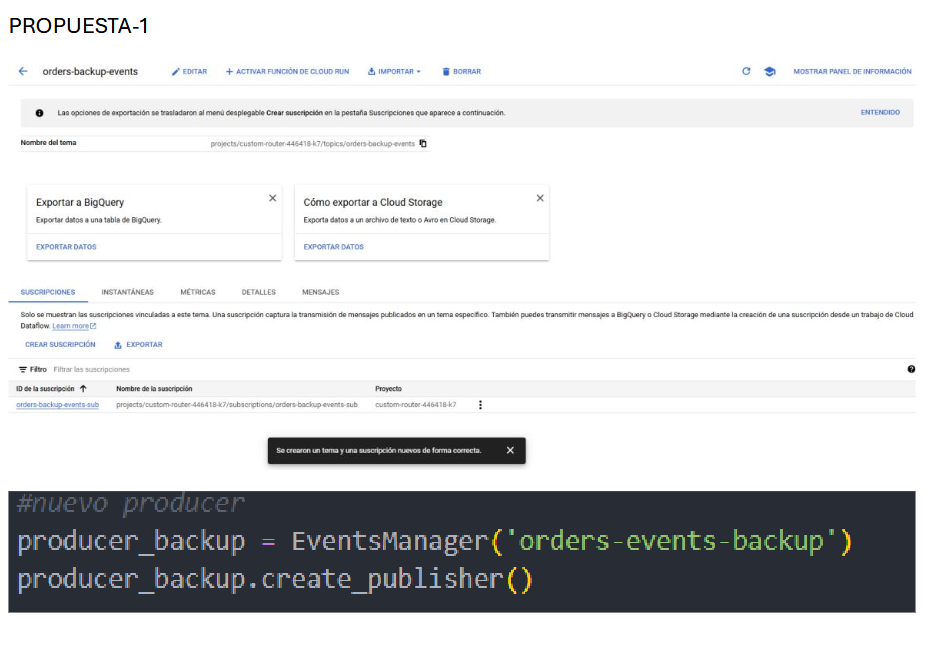 PROPUESTA-1
orders-backup-events EDITAR ACTIVAR FUNCIÓN DE CLOUD RUN IMPORTAR BORRAR MOSTRAR PANEL DE INFORMACIÓN
Las opciones de exportación se trasladaron al menú desplegable Crear suscripción en la pestaña Suscripciones que aparece a continuación. ENTENDIDO
Nombre del tema projects/custom-router-446418-k7/topics/orders-backup-events
Exportar a BigQuery
Exportar datos a una tabla de BigQuery.
EXPORTAR DATOS
Cómo exportar a Cloud Storage
Exporta datos a un archivo de texto o Avro en Cloud Storage.
EXPORTAR DATOS
SUSCRIPCIONES INSTANTÁNEAS MÉTRICAS DETALLES MENSAJES
Solo se muestran las suscripciones vinculadas a este tema. Una suscripción captura la transmisión de mensajes publicados en un tema específico. También puedes transmitir mensajes a BigQuery o Cloud Storage mediante la creación de una suscripción desde un trabajo de Cloud
Dataflow. Learn more
CREAR SUSCRIPCIÓN EXPORTAR
Filtro Filtrar las suscripciones
ID de la suscripción Nombre de la suscripción Proyecto
orders-backup-events-sub projects/custom-router-446418-k7/subscriptions/orders-backup-events-sub custom-router-446418-k7
Se crearon un tema y una suscripción nuevos de forma correcta.
#nuevo producer
producer_backup = EventsManager('orders-events-backup')
producer_backup.create_publisher()